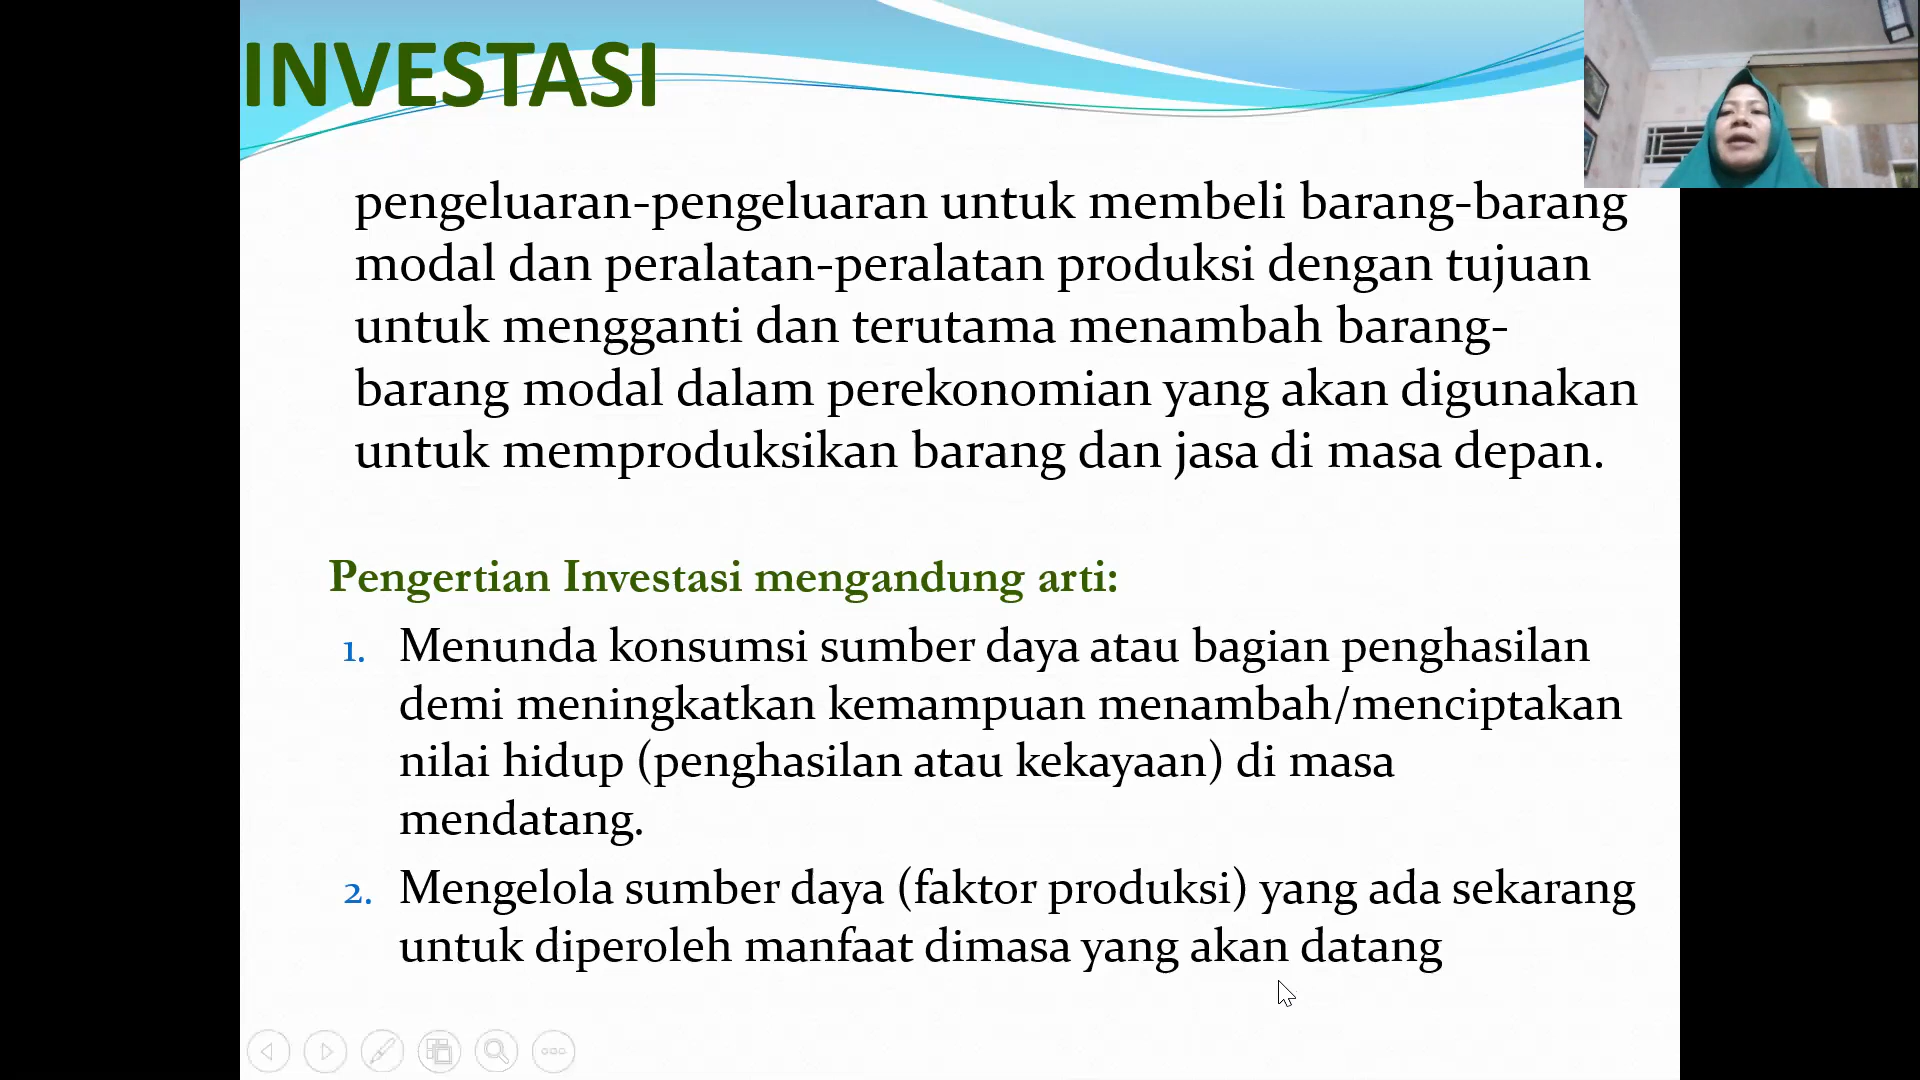 INVESTASI
pengeluaran-pengeluaran untuk membeli barang-barang
modal dan peralatan-peralatan produksi dengan tujuan
untuk mengganti dan terutama menambah barang-
barang modal dalam perekonomian yang akan digunakan
untuk memproduksikan barang dan jasa di masa depan.
Pengertian Investasi mengandung arti:
1. Menunda konsumsi sumber daya atau bagian penghasilan
demi meningkatkan kemampuan menambah/menciptakan
nilai hidup (penghasilan atau kekayaan) di masa
mendatang.
2. Mengelola sumber daya (faktor produksi) yang ada sekarang
untuk diperoleh manfaat dimasa yang akan datang